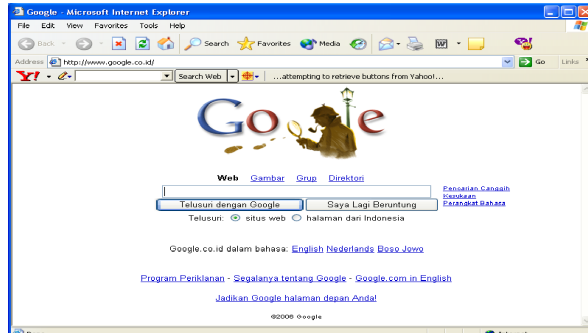 Google - Microsoft Internet Explorer
File Edit View Favorites Tools Help
Back Search Favorites Media
Address http://www.google.co.id/ Go Links
Y! Search Web ...attempting to retrieve buttons from Yahoo!...
Go e
Web Gambar Grup Direktori
Pencarian Canggih
Kesukaan
Telusuri dengan Google Saya Lagi Beruntung Perangkat Bahasa
Telusuri: situs web halaman dari Indonesia
Google.co.id dalam bahasa: English Nederlands Boso Jowo
Program Periklanan - Segalanya tentang Google - Google.com in English
Jadikan Google halaman depan Anda!
©2006 Google